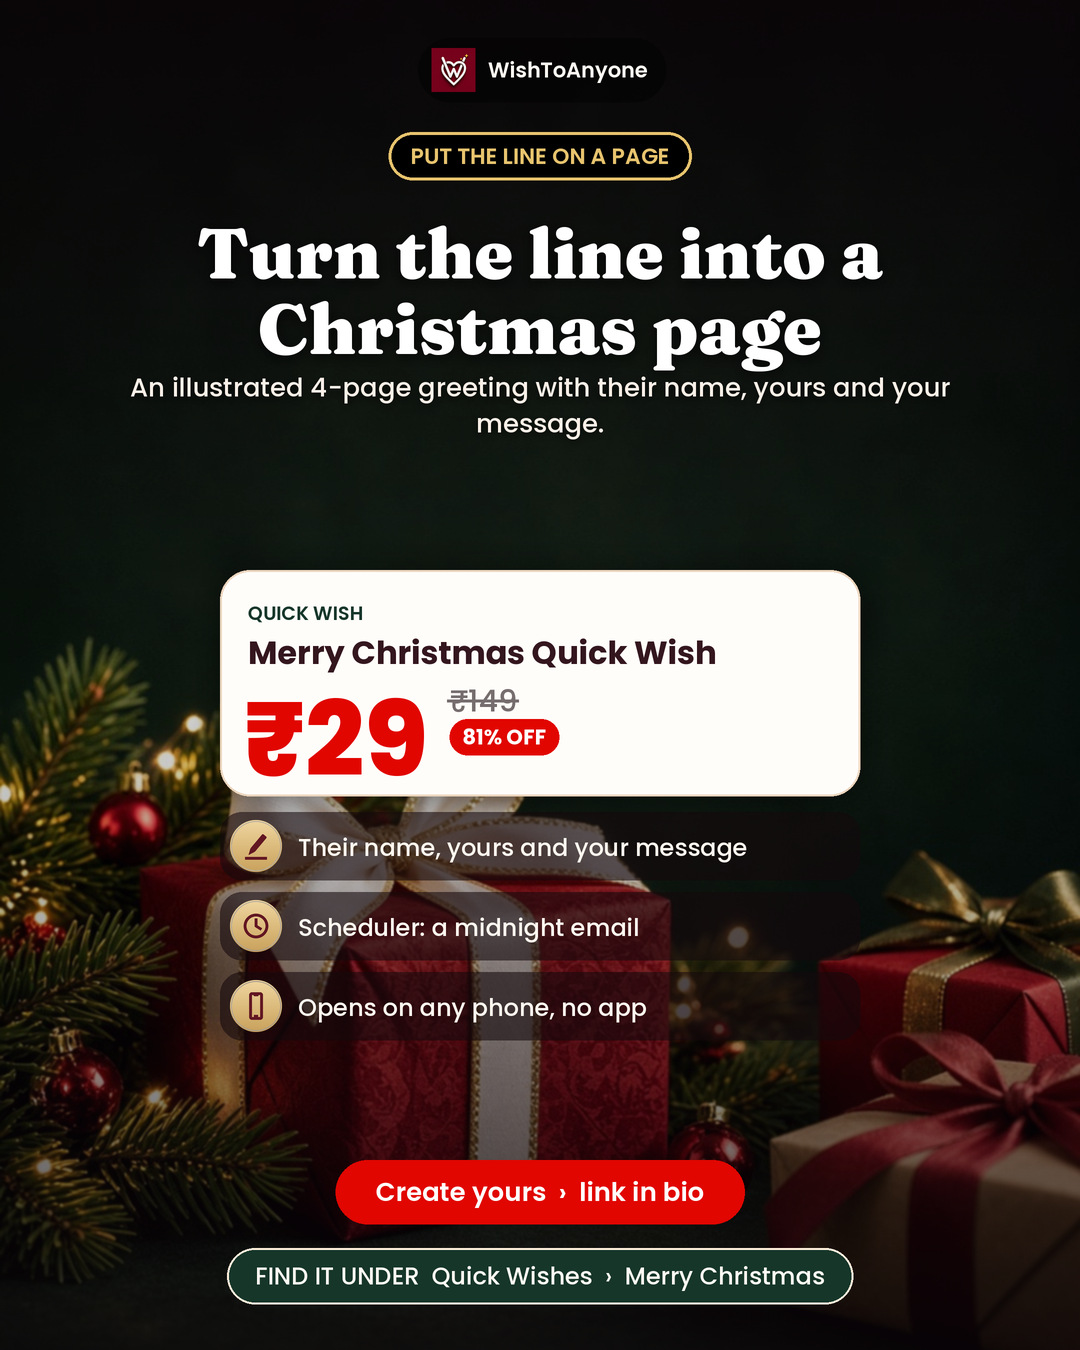 WishToAnyone
PUT THE LINE ON A PAGE
Turn the line into a
Christmas page
An illustrated 4-page greeting with their name, yours and your
message.
QUICK WISH
Merry Christmas Quick Wish
₹29
₹149
81% OFF
Their name, yours and your message
Scheduler: a midnight email
Opens on any phone, no app
Create yours › link in bio
FIND IT UNDER Quick Wishes › Merry Christmas